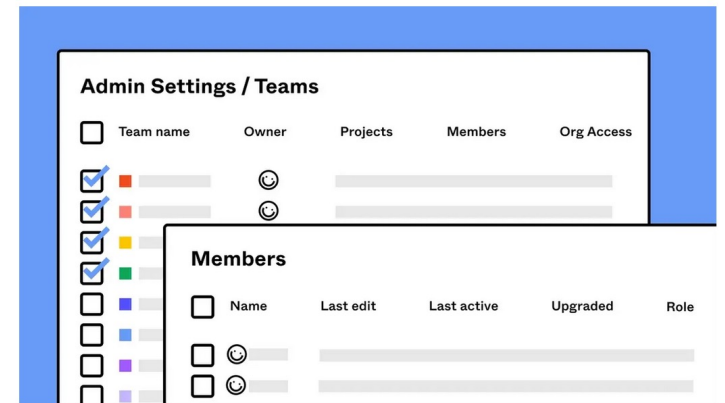 Admin Settings / Teams
Team name Owner Projects Members Org Access
Members
Name Last edit Last active Upgraded Role